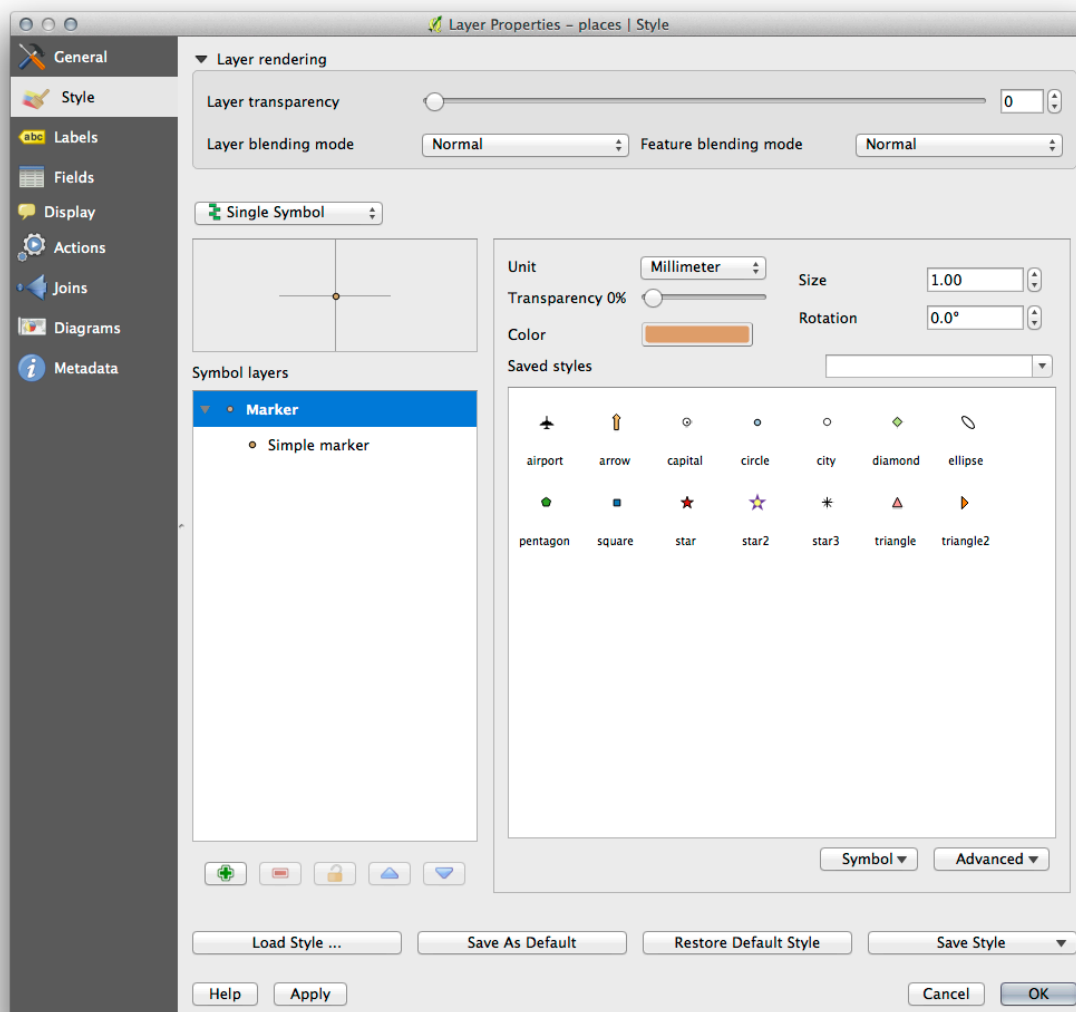 Layer Properties – places | Style
General
Style
abc Labels
Fields
Display
Actions
Joins
Diagrams
Metadata
Layer rendering
Layer transparency 0
Layer blending mode Normal Feature blending mode Normal
Single Symbol
Unit Millimeter
Size 1.00
Transparency 0%
Rotation 0.0°
Color
Saved styles
Symbol layers
Marker
Simple marker
airport arrow capital circle city diamond ellipse
pentagon square star star2 star3 triangle triangle2
Symbol Advanced
Load Style ... Save As Default Restore Default Style Save Style
Help Apply Cancel OK